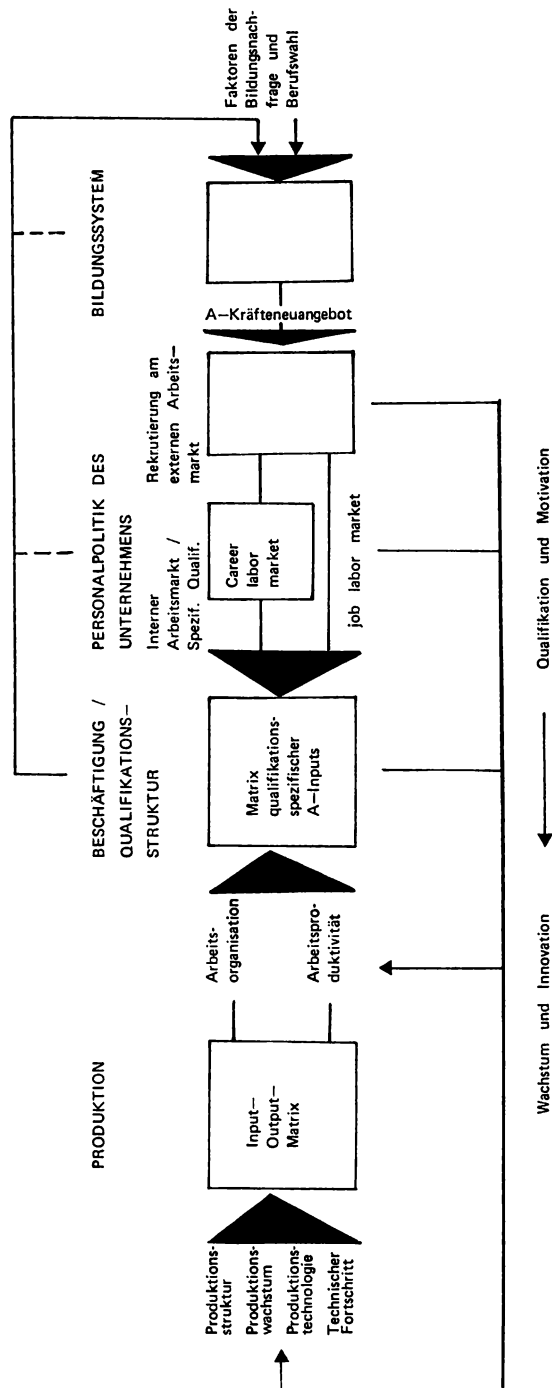 PRODUKTION
BESCHÄFTIGUNG /
QUALIFIKATIONS—
STRUKTUR
PERSONALPOLITIK DES
UNTERNEHMENS
BILDUNGSSYSTEM
Interner
Arbeitsmarkt /
Spezif. Qualif.
Rekrutierung am
externen Arbeits—
markt
Produktions-
struktur
Produktions-
wachstum
Produktions-
technologie
Technischer
Fortschritt
Input—
Output—
Matrix
Arbeits-
organisation
Arbeitspro-
duktivität
Matrix
qualifikations-
spezifischer
A—Inputs
Career
labor
market
job labor market
A—Kräfteneuangebot
Faktoren der
Bildungsnach-
frage und
Berufswahl
Wachstum und Innovation
Qualifikation und Motivation